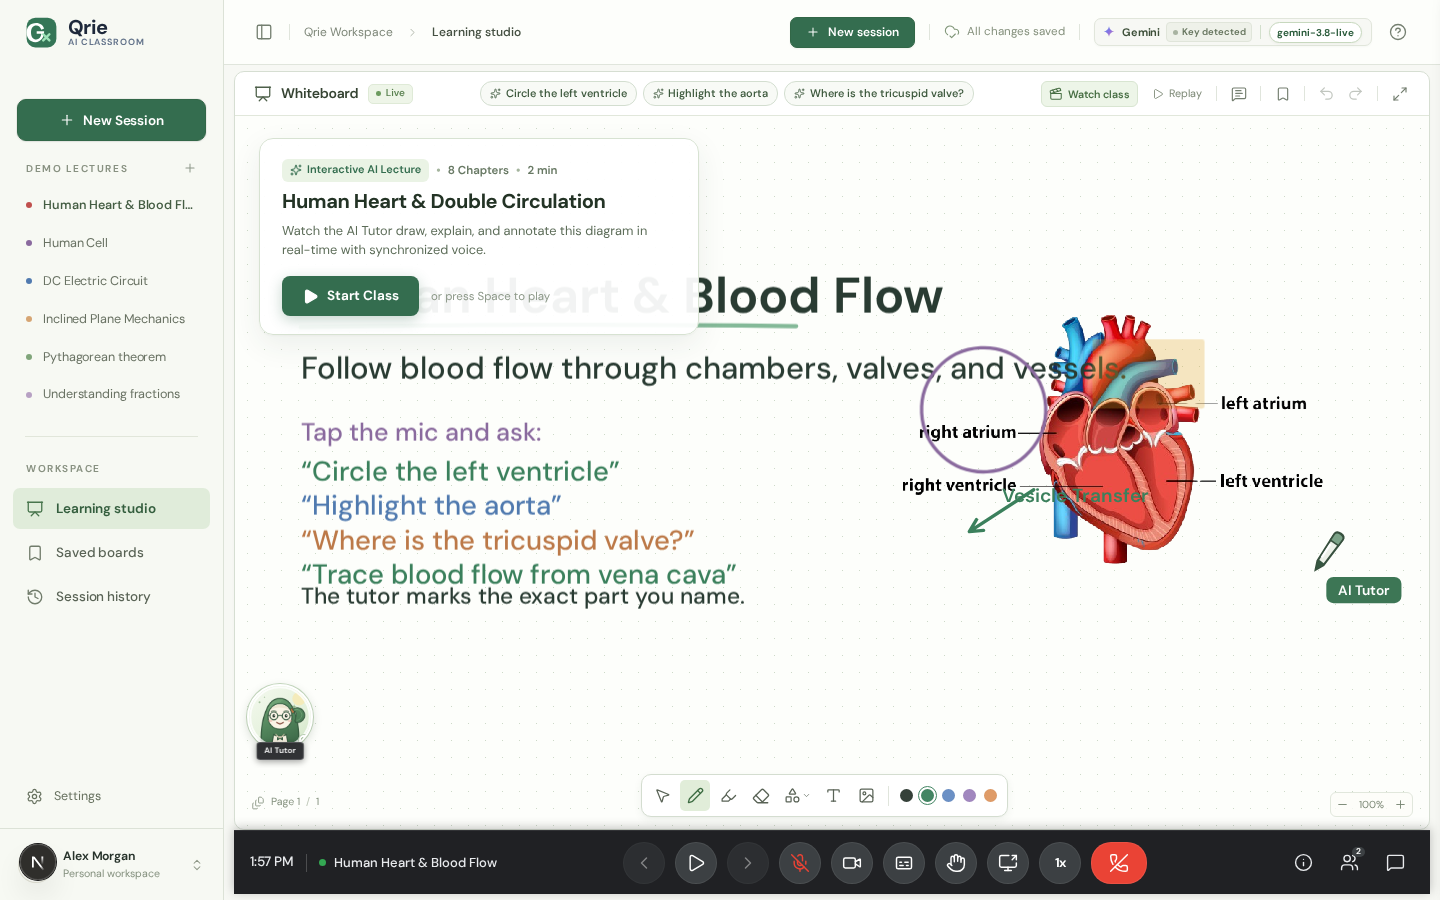 Qrie
AI CLASSROOM
New Session
DEMO LECTURES
Human Heart & Blood Fl...
Human Cell
DC Electric Circuit
Inclined Plane Mechanics
Pythagorean theorem
Understanding fractions
WORKSPACE
Learning studio
Saved boards
Session history
Settings
N
Alex Morgan
Personal workspace
Qrie Workspace
Learning studio
New session
All changes saved
Gemini
Key detected
gemini-3.8-live
Whiteboard
Live
Circle the left ventricle
Highlight the aorta
Where is the tricuspid valve?
Watch class
Replay
Interactive AI Lecture • 8 Chapters • 2 min
Human Heart & Double Circulation
Watch the AI Tutor draw, explain, and annotate this diagram in
real-time with synchronized voice.
Start Class
or press Space to play
an Heart & Blood Flow
Follow blood flow through chambers, valves, and vessels.
Tap the mic and ask:
“Circle the left ventricle”
“Highlight the aorta”
“Where is the tricuspid valve?”
“Trace blood flow from vena cava”
The tutor marks the exact part you name.
left atrium
right atrium
left ventricle
right ventricle
Vesicle Transfer
AI Tutor
AI Tutor
Page 1 / 1
100%
1:57 PM
Human Heart & Blood Flow
1x
2